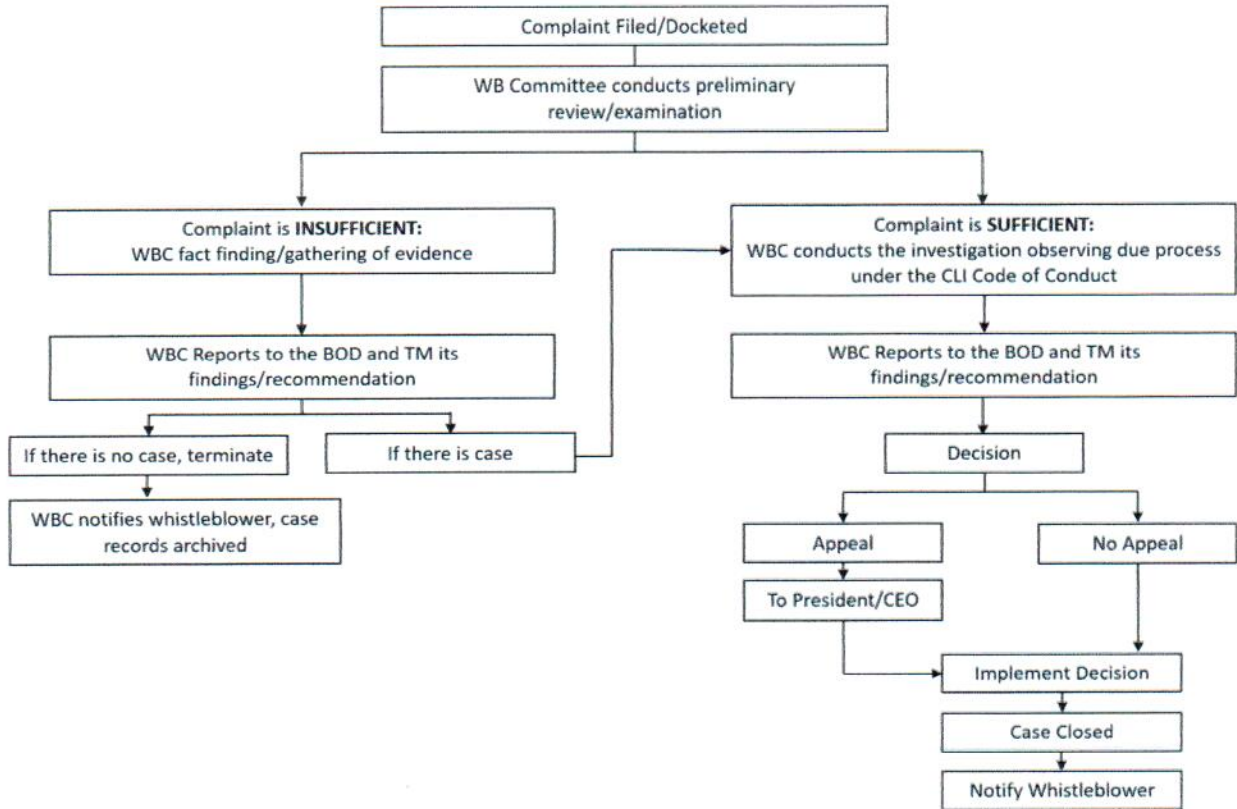 Complaint Filed/Docketed
WB Committee conducts preliminary
review/examination
Complaint is INSUFFICIENT:
WBC fact finding/gathering of evidence
Complaint is SUFFICIENT:
WBC conducts the investigation observing due process
under the CLI Code of Conduct
WBC Reports to the BOD and TM its
findings/recommendation
WBC Reports to the BOD and TM its
findings/recommendation
If there is no case, terminate
If there is case
Decision
WBC notifies whistleblower, case
records archived
Appeal
No Appeal
To President/CEO
Implement Decision
Case Closed
Notify Whistleblower